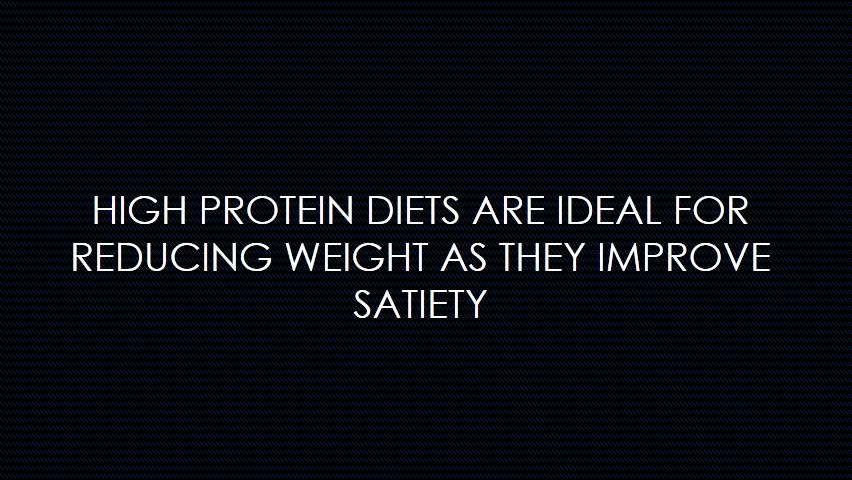 HIGH PROTEIN DIETS ARE IDEAL FOR
REDUCING WEIGHT AS THEY IMPROVE
SATIETY